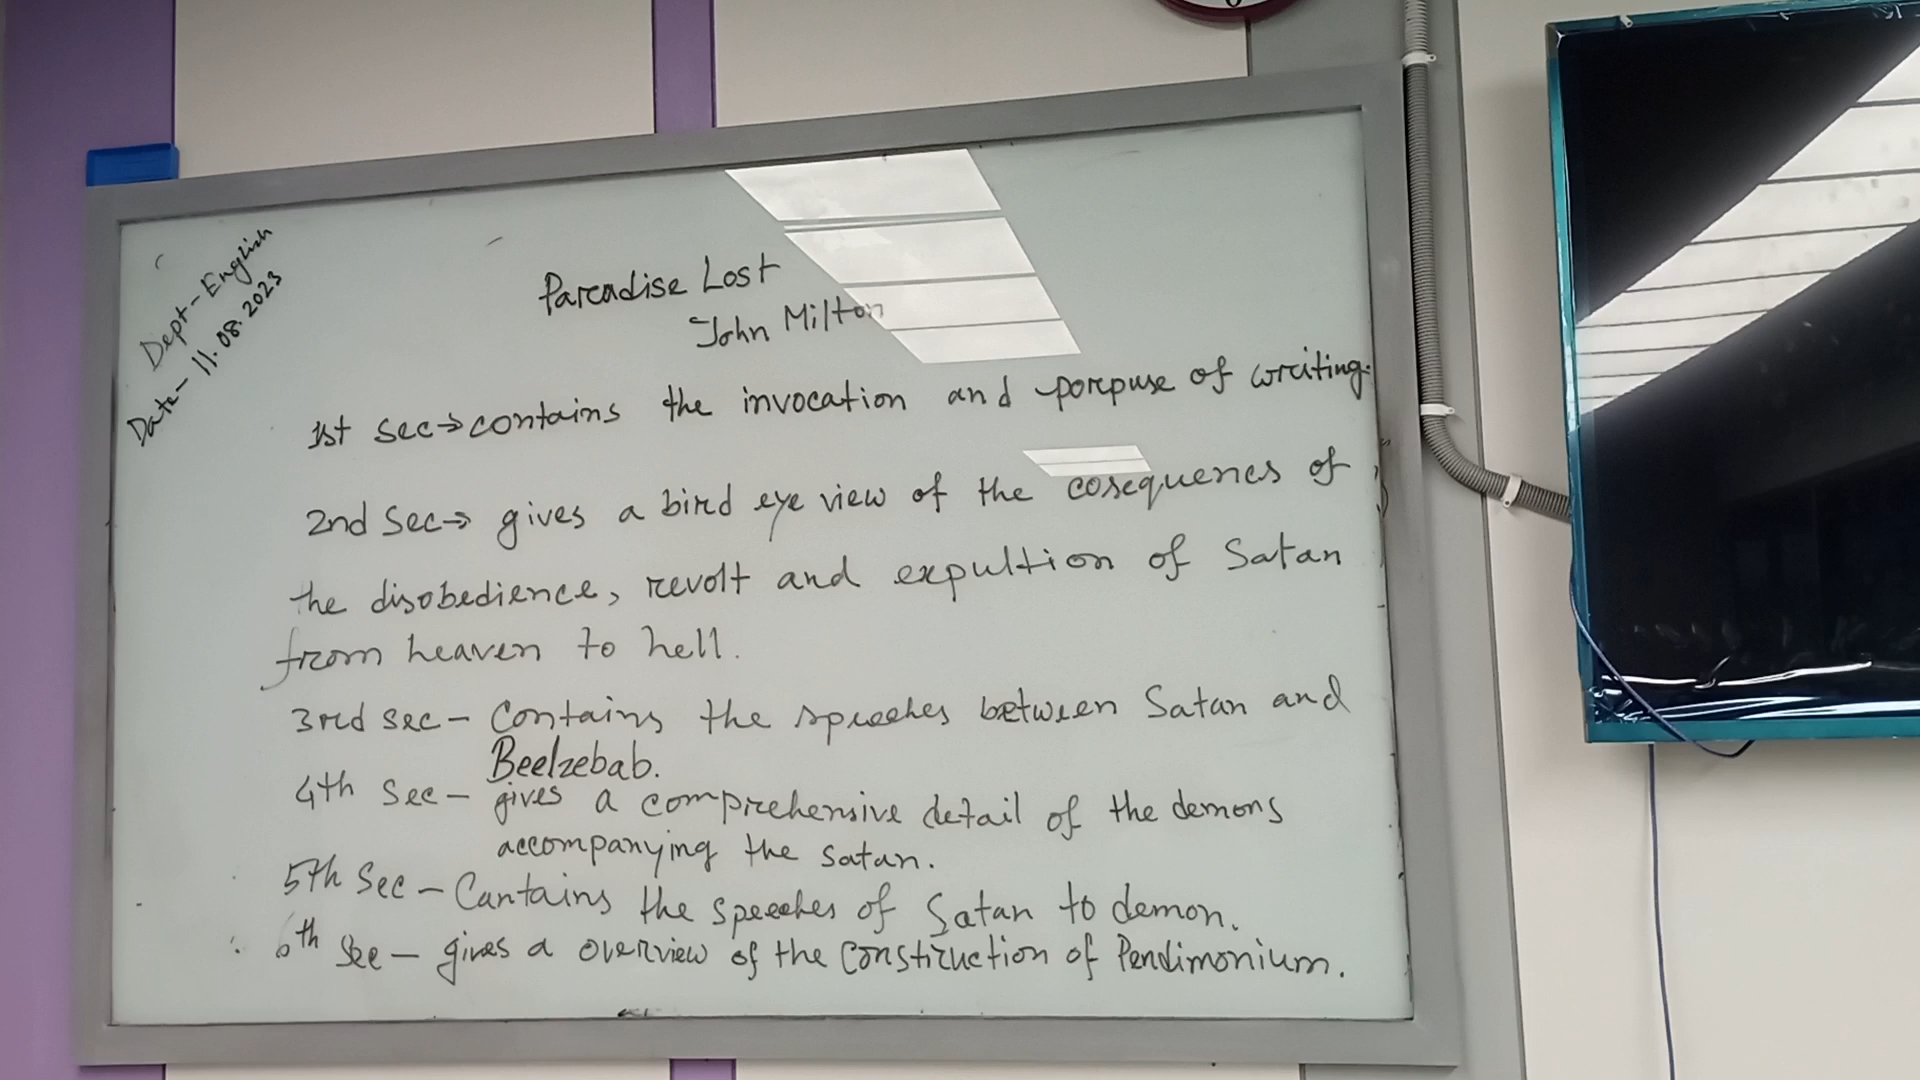 Dept-English
Date- 11.08.2023
Paradise Lost
John Milton
1st sec→contains the invocation and porpuse of writing.
2nd Sec→ gives a bird eye view of the cosequences of
the disobedience, revolt and expultion of Satan
from heaven to hell.
3rd sec- Contains the speeches between Satan and
Beelzebab.
4th Sec- gives a comprehensive detail of the demons
accompanying the satan.
5th Sec- Cantains the speeches of Satan to demon.
6th Sec- gives a overview of the Construction of Pendimonium.